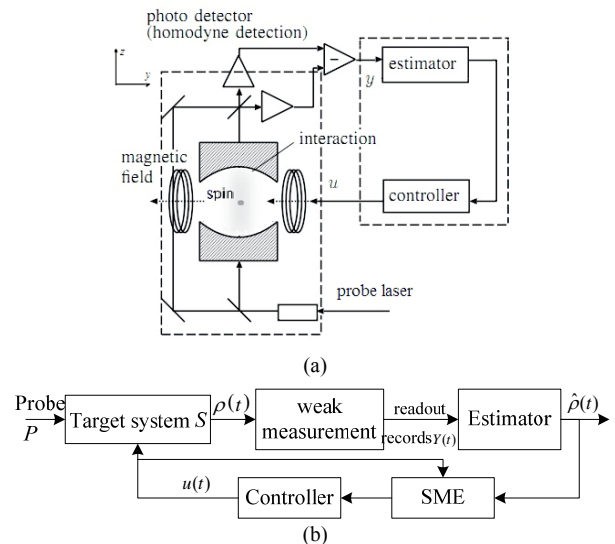 photo detector
(homodyne detection)
z
y
−
y
estimator
interaction
magnetic
field
spin
u
controller
probe laser
(a)
Probe
P
Target system S
ρ(t)
weak
measurement
readout
recordsY(t)
Estimator
ρ̂(t)
u(t)
Controller
SME
(b)